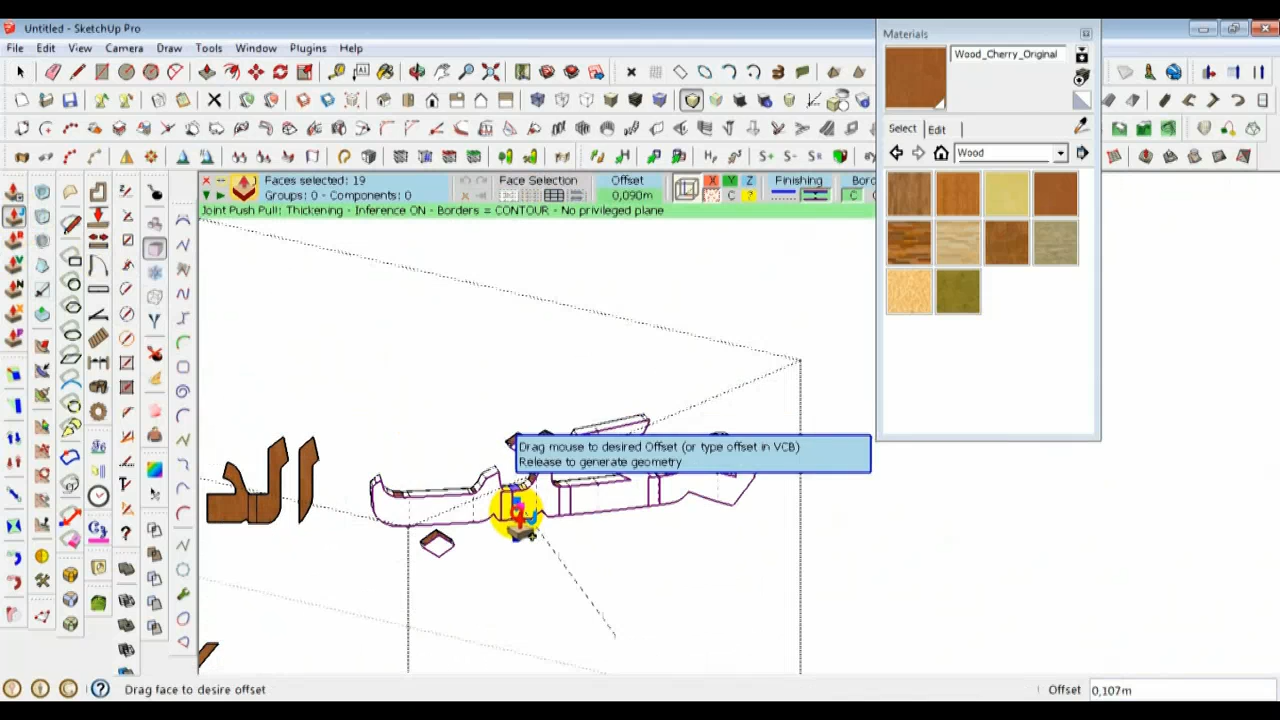 Untitled - SketchUp Pro
File Edit View Camera Draw Tools Window Plugins Help
Faces selected: 19
Groups: 0 - Components: 0
Face Selection
Offset
0,090m
X Y Z
C ?
Finishing
C
Joint Push Pull: Thickening - Inference ON - Borders = CONTOUR - No privileged plane
Materials
Wood_Cherry_Original
Select Edit
Wood
Drag mouse to desired Offset (or type offset in VCB)
Release to generate geometry
Drag face to desire offset
Offset 0,107m